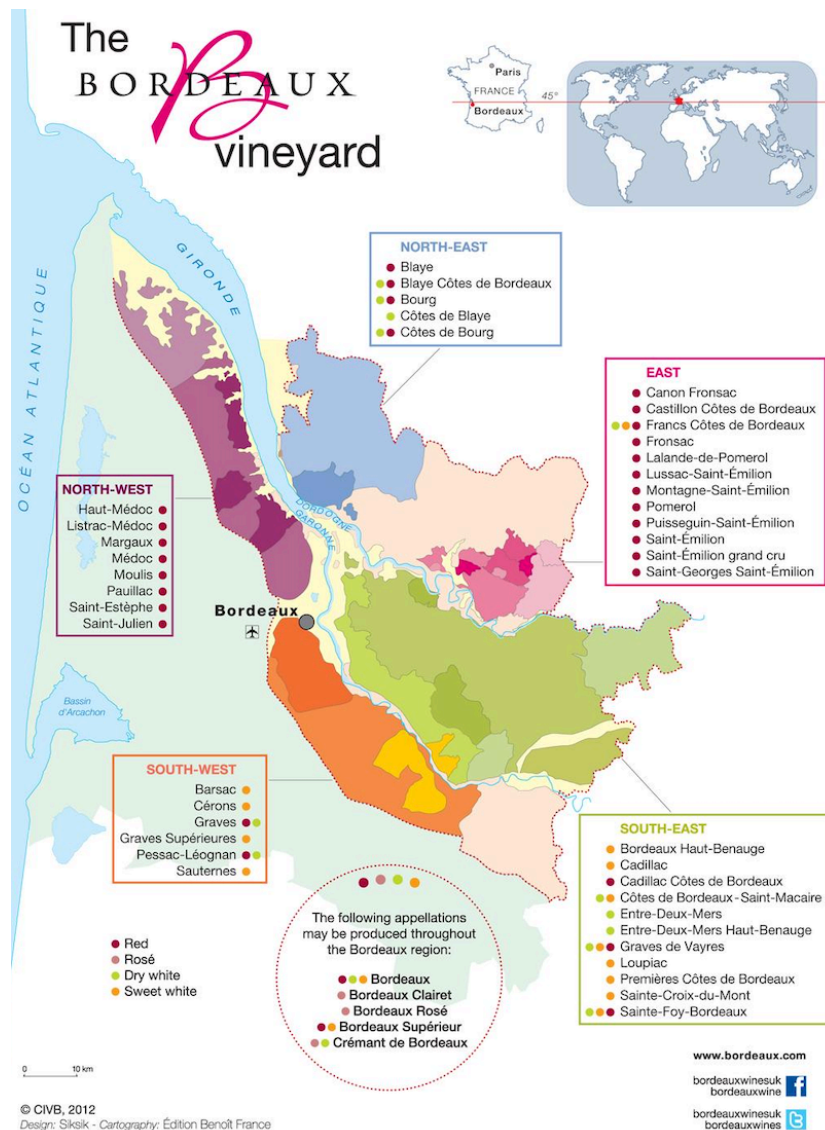 The
BORDEAUX
vineyard
Paris
FRANCE
45°
Bordeaux
OCÉAN ATLANTIQUE
GIRONDE
NORTH-EAST
Blaye
Blaye Côtes de Bordeaux
Bourg
Côtes de Blaye
Côtes de Bourg
EAST
Canon Fronsac
Castillon Côtes de Bordeaux
Francs Côtes de Bordeaux
Fronsac
Lalande-de-Pomerol
Lussac-Saint-Émilion
Montagne-Saint-Émilion
Pomerol
Puisseguin-Saint-Émilion
Saint-Émilion
Saint-Émilion grand cru
Saint-Georges Saint-Émilion
NORTH-WEST
Haut-Médoc
Listrac-Médoc
Margaux
Médoc
Moulis
Pauillac
Saint-Estèphe
Saint-Julien
DORDOGNE
GARONNE
Bordeaux
Bassin
d'Arcachon
SOUTH-WEST
Barsac
Cérons
Graves
Graves Supérieures
Pessac-Léognan
Sauternes
SOUTH-EAST
Bordeaux Haut-Benauge
Cadillac
Cadillac Côtes de Bordeaux
Côtes de Bordeaux-Saint-Macaire
Entre-Deux-Mers
Entre-Deux-Mers Haut-Benauge
Graves de Vayres
Loupiac
Premières Côtes de Bordeaux
Sainte-Croix-du-Mont
Sainte-Foy-Bordeaux
The following appellations
may be produced throughout
the Bordeaux region:
Bordeaux
Bordeaux Clairet
Bordeaux Rosé
Bordeaux Supérieur
Crémant de Bordeaux
Red
Rosé
Dry white
Sweet white
0 10 km
© CIVB, 2012
Design: Siksik - Cartography: Édition Benoît France
www.bordeaux.com
bordeauxwinesuk
bordeauxwine
bordeauxwinesuk
bordeauxwines